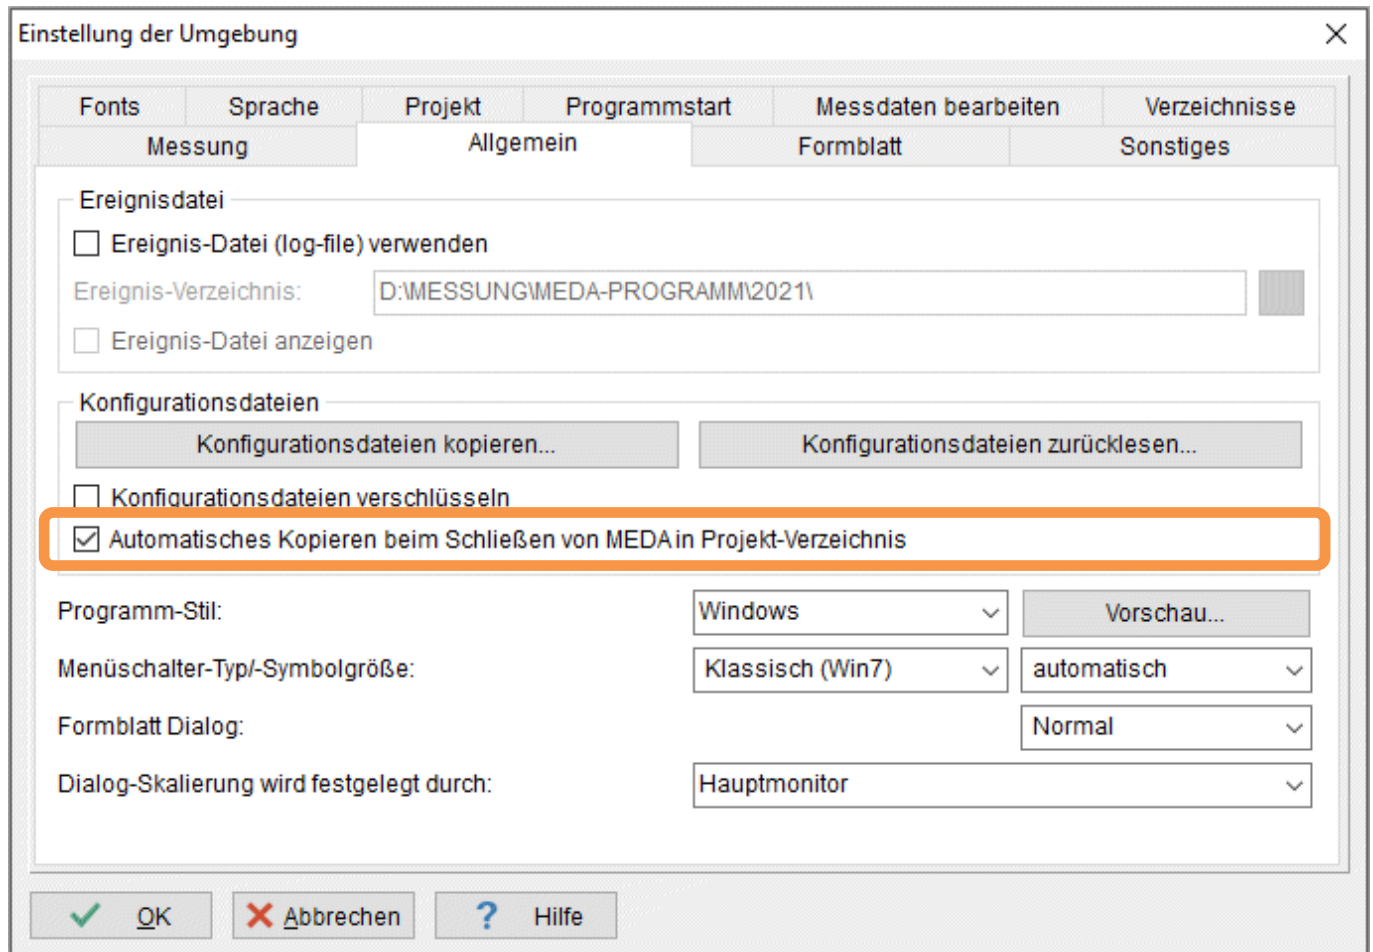 Einstellung der Umgebung
Fonts Sprache Projekt Programmstart Messdaten bearbeiten Verzeichnisse
Messung Allgemein Formblatt Sonstiges
Ereignisdatei
Ereignis-Datei (log-file) verwenden
Ereignis-Verzeichnis: D:\MESSUNG\MEDA-PROGRAMM\2021\
Ereignis-Datei anzeigen
Konfigurationsdateien
Konfigurationsdateien kopieren... Konfigurationsdateien zurücklesen...
Konfigurationsdateien verschlüsseln
Automatisches Kopieren beim Schließen von MEDA in Projekt-Verzeichnis
Programm-Stil: Windows Vorschau...
Menüschalter-Typ/-Symbolgröße: Klassisch (Win7) automatisch
Formblatt Dialog: Normal
Dialog-Skalierung wird festgelegt durch: Hauptmonitor
OK Abbrechen ? Hilfe